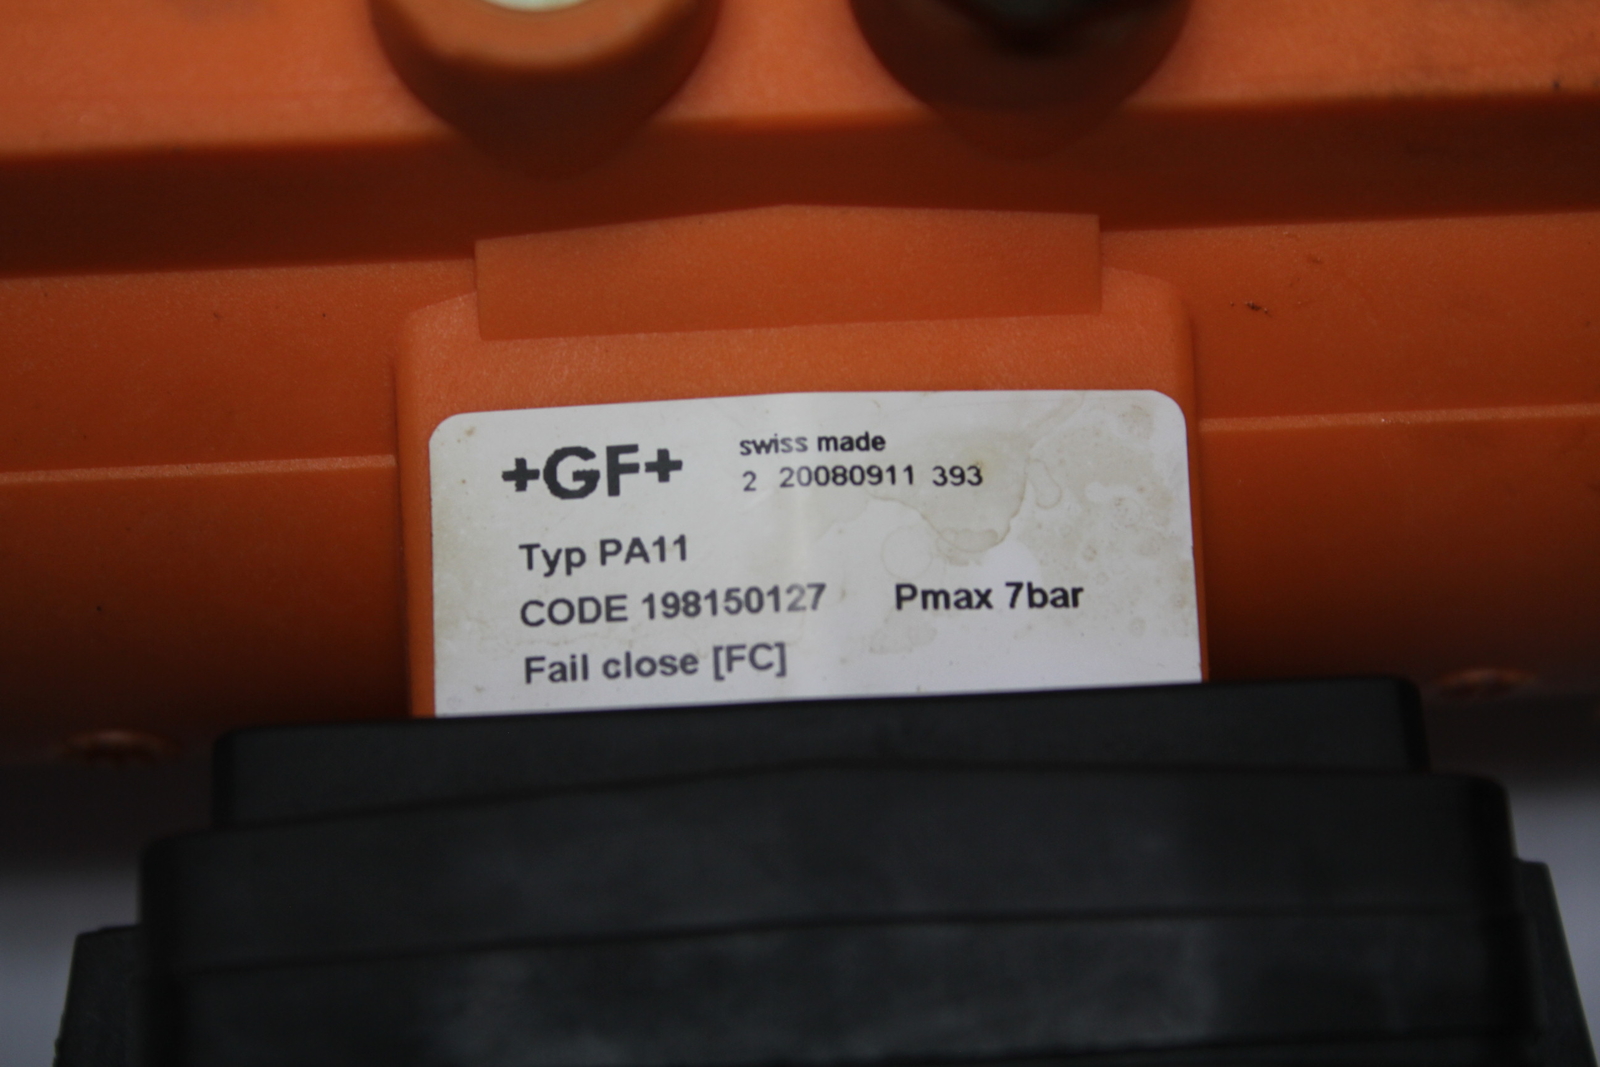 +GF+
swiss made
2 20080911 393
Typ PA11
CODE 198150127 Pmax 7bar
Fail close [FC]